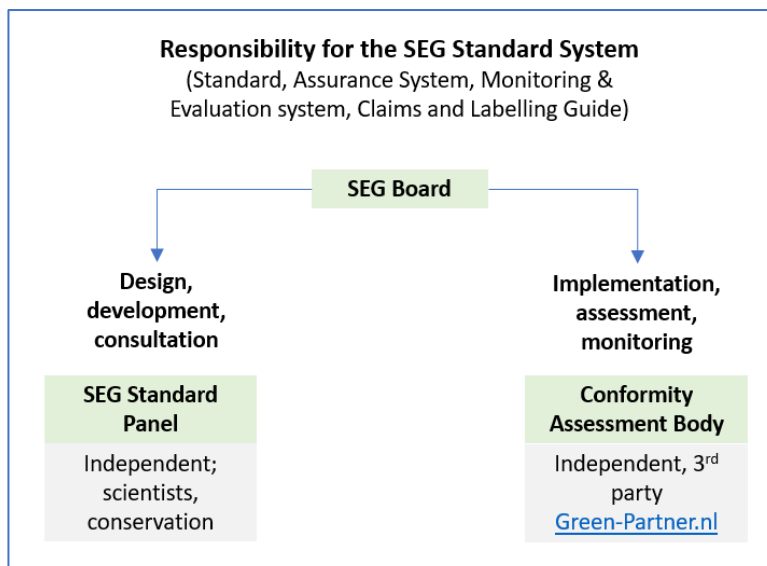 Responsibility for the SEG Standard System
(Standard, Assurance System, Monitoring &
Evaluation system, Claims and Labelling Guide)
SEG Board
Design,
development,
consultation
SEG Standard
Panel
Independent;
scientists,
conservation
Implementation,
assessment,
monitoring
Conformity
Assessment Body
Independent, 3rd
party
Green-Partner.nl